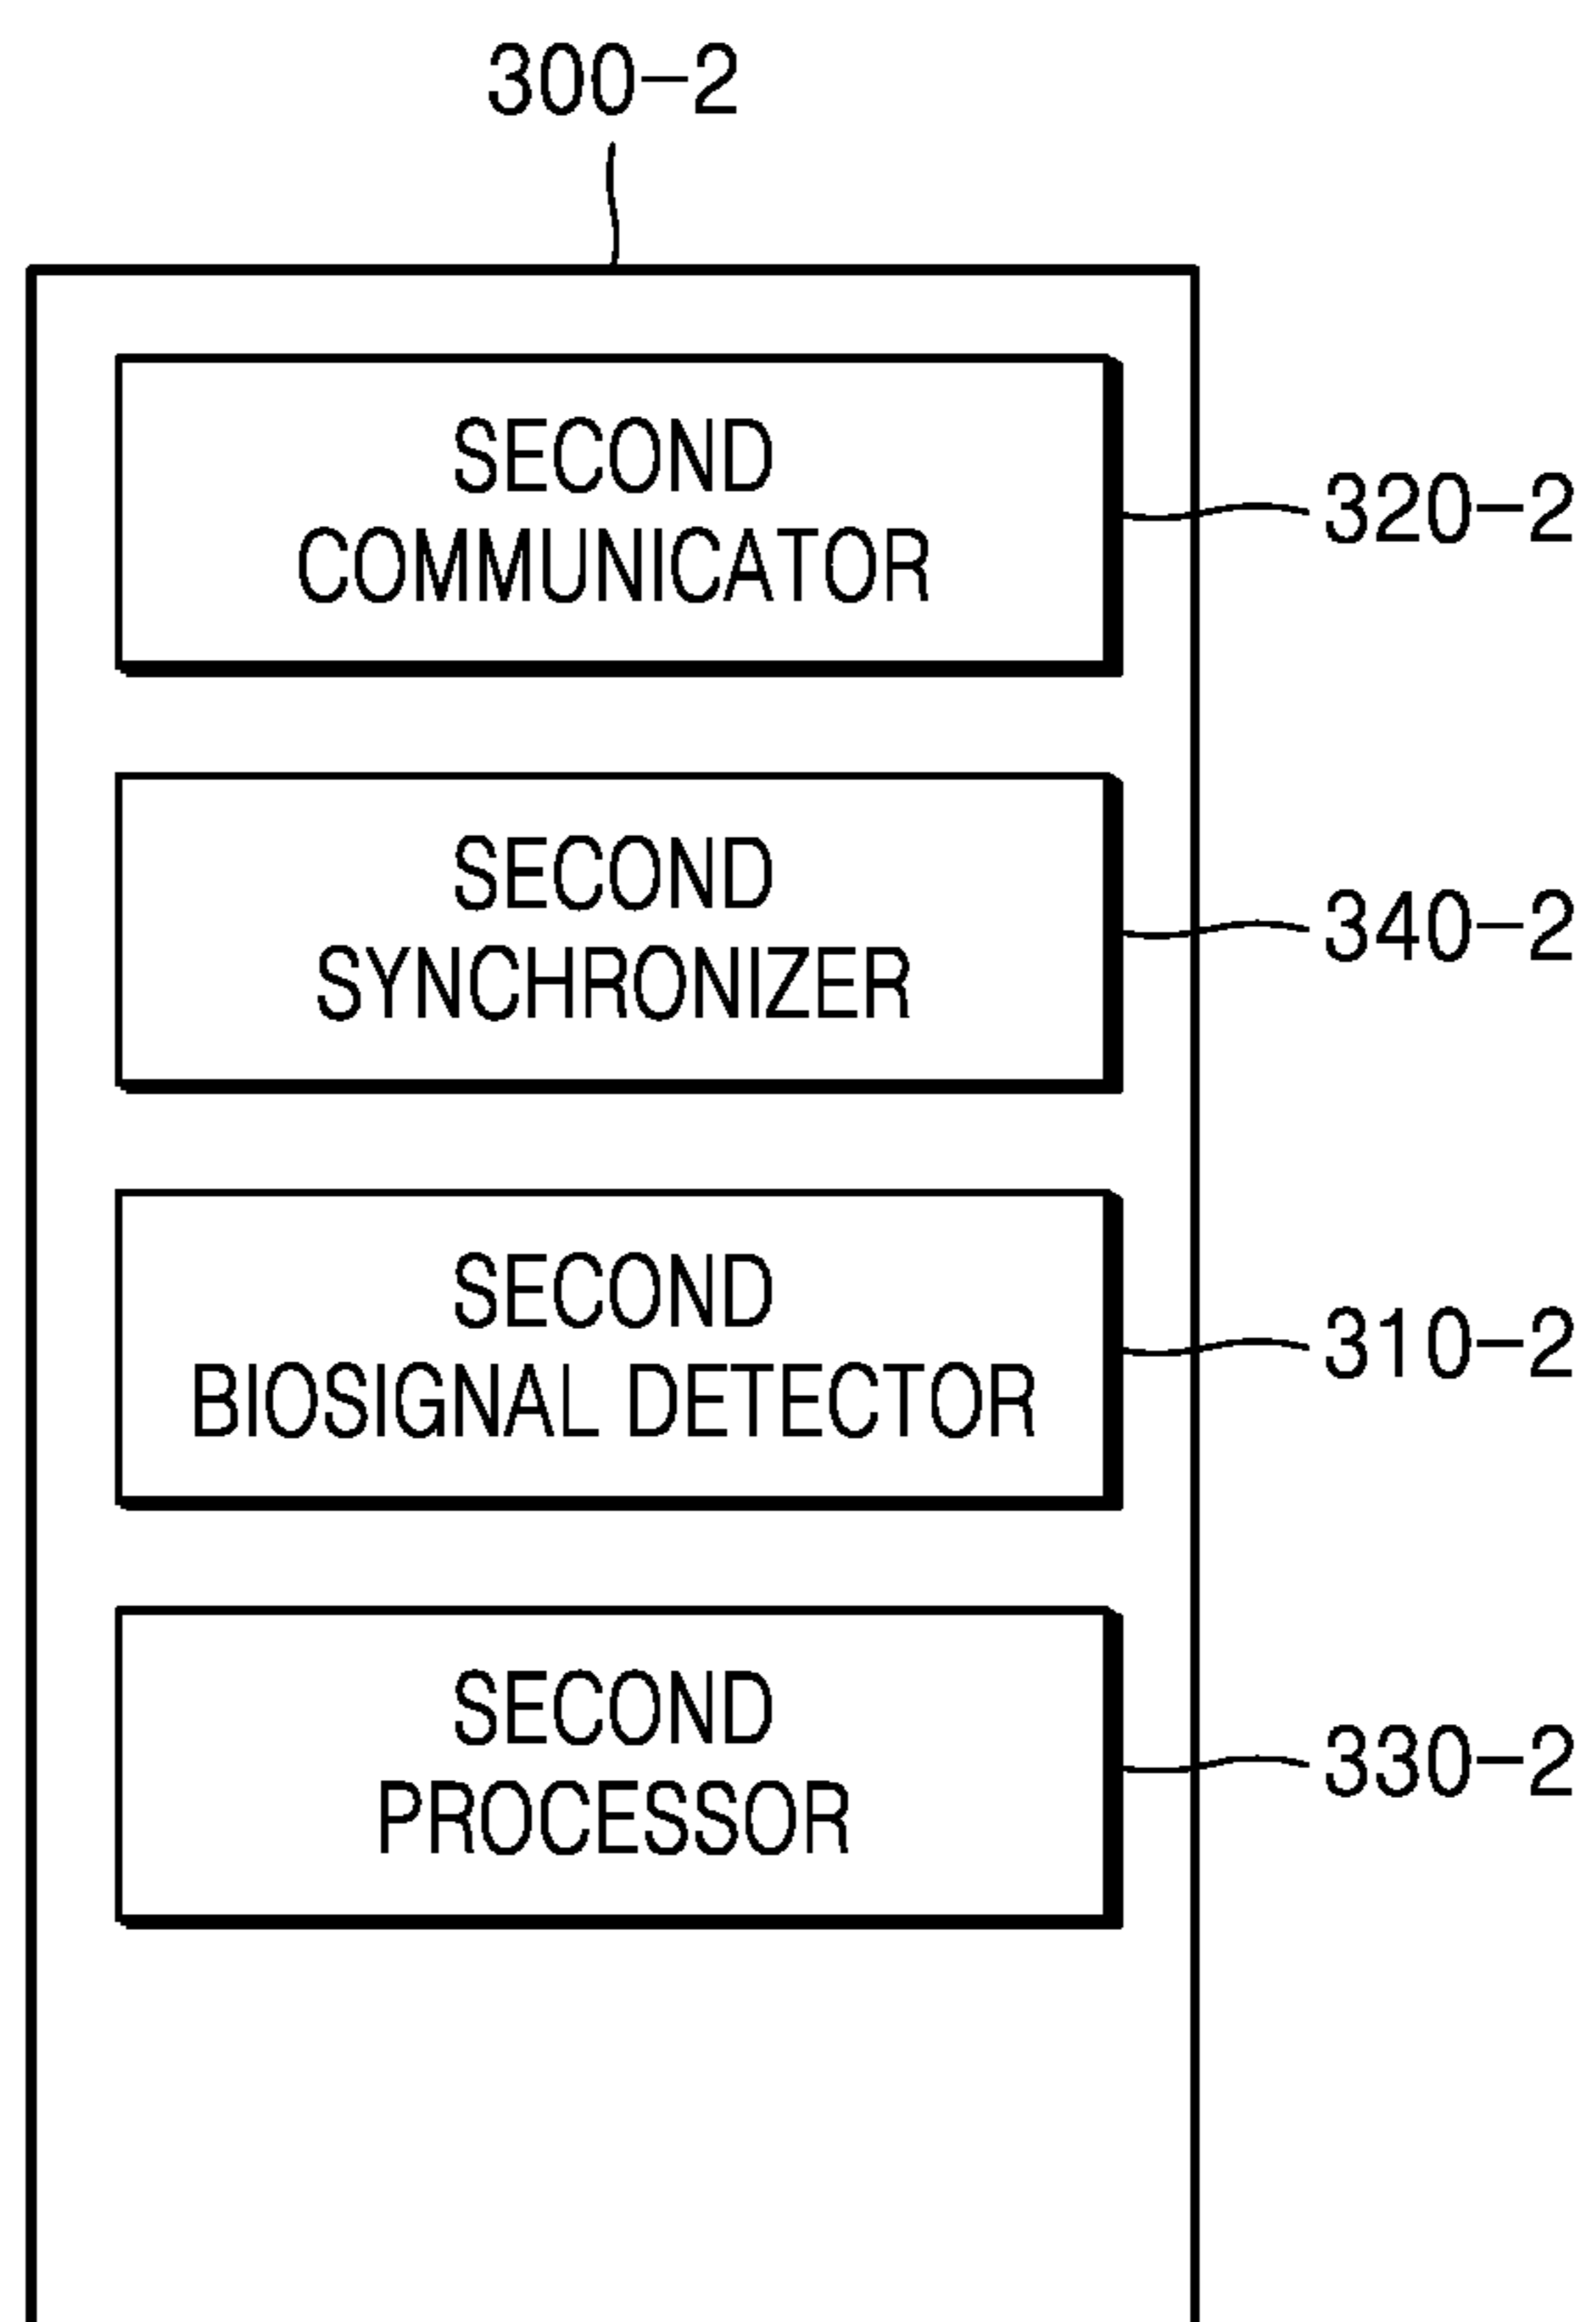 300-2
SECOND
COMMUNICATOR
320-2
SECOND
SYNCHRONIZER
340-2
SECOND
BIOSIGNAL DETECTOR
310-2
SECOND
PROCESSOR
330-2